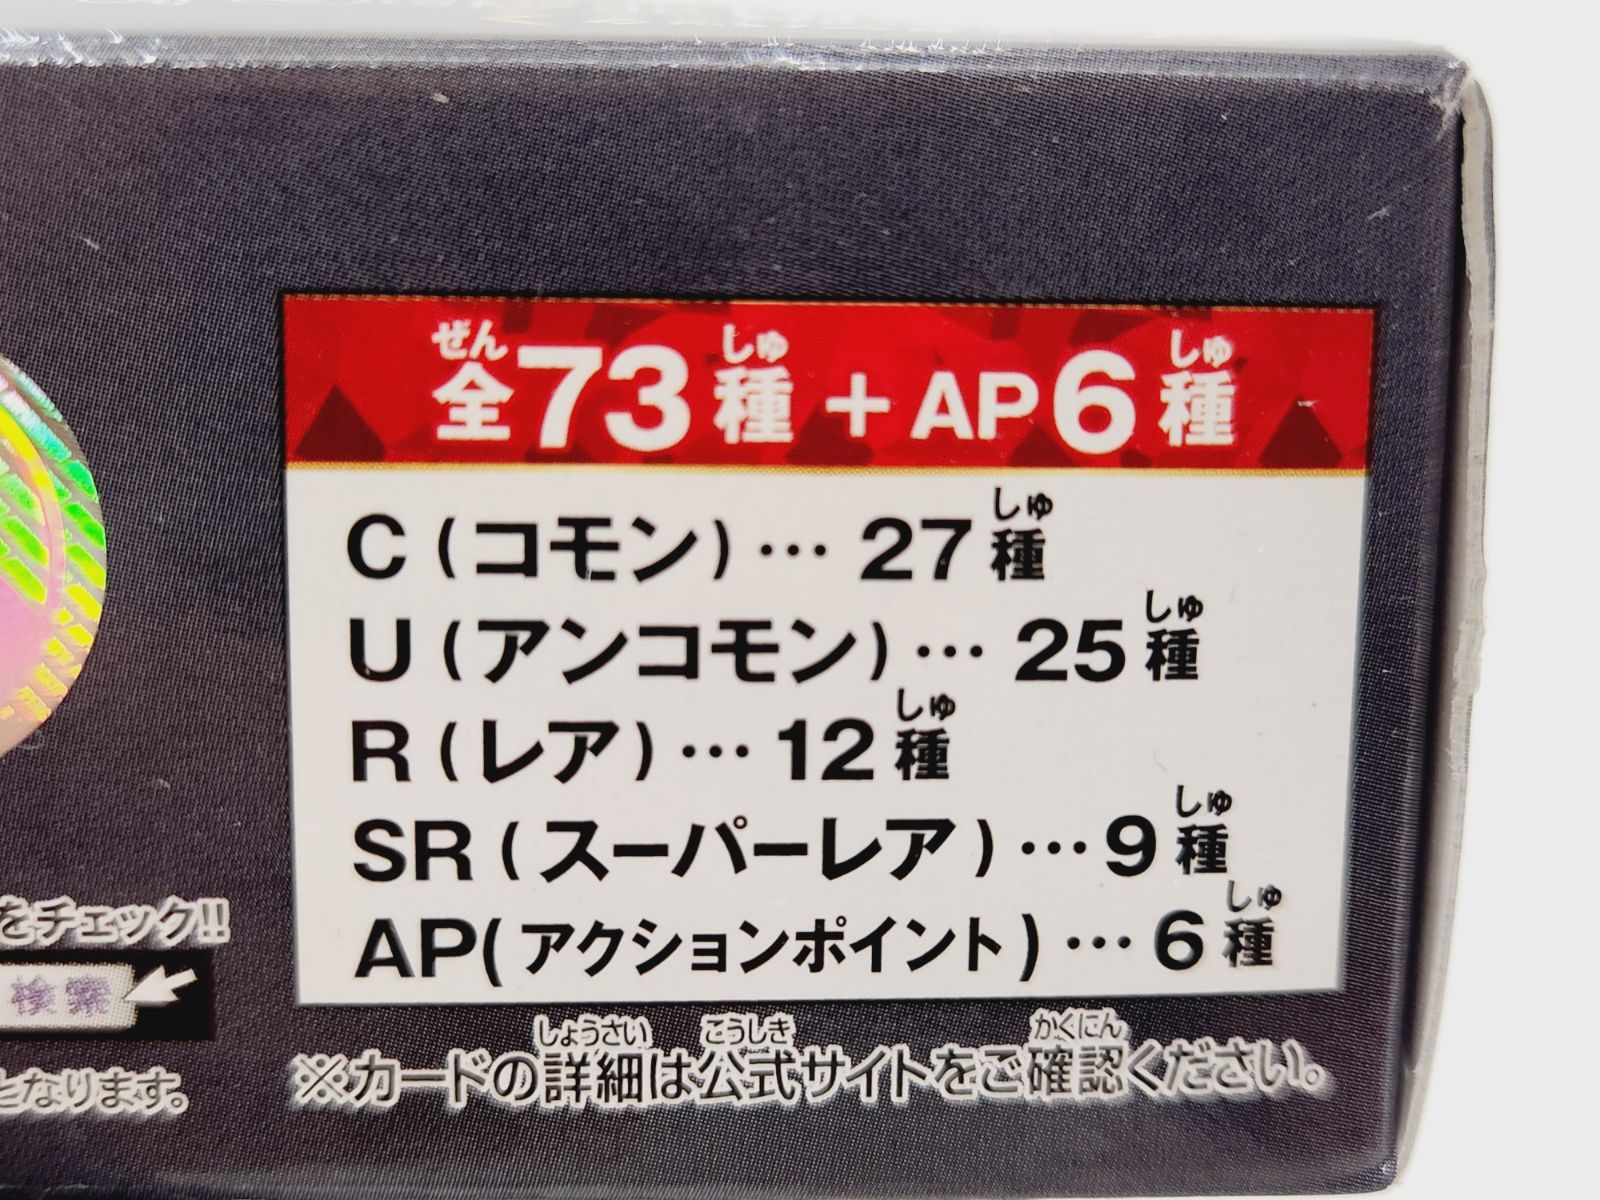 全73種 + AP6種
C (コモン) … 27種
U (アンコモン) … 25種
R (レア) … 12種
SR (スーパーレア) … 9種
AP(アクションポイント) … 6種
※カードの詳細は公式サイトをご確認ください。
をチェック!!
検索
となります。